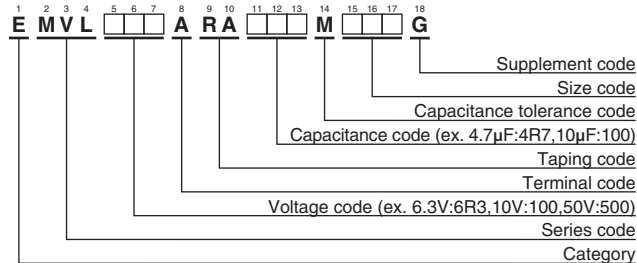 1 2 3 4 5 6 7 8 9 10 11 12 13 14 15 16 17 18
E M V L A R A M G
Supplement code
Size code
Capacitance tolerance code
Capacitance code (ex. 4.7μF:4R7,10μF:100)
Taping code
Terminal code
Voltage code (ex. 6.3V:6R3,10V:100,50V:500)
Series code
Category